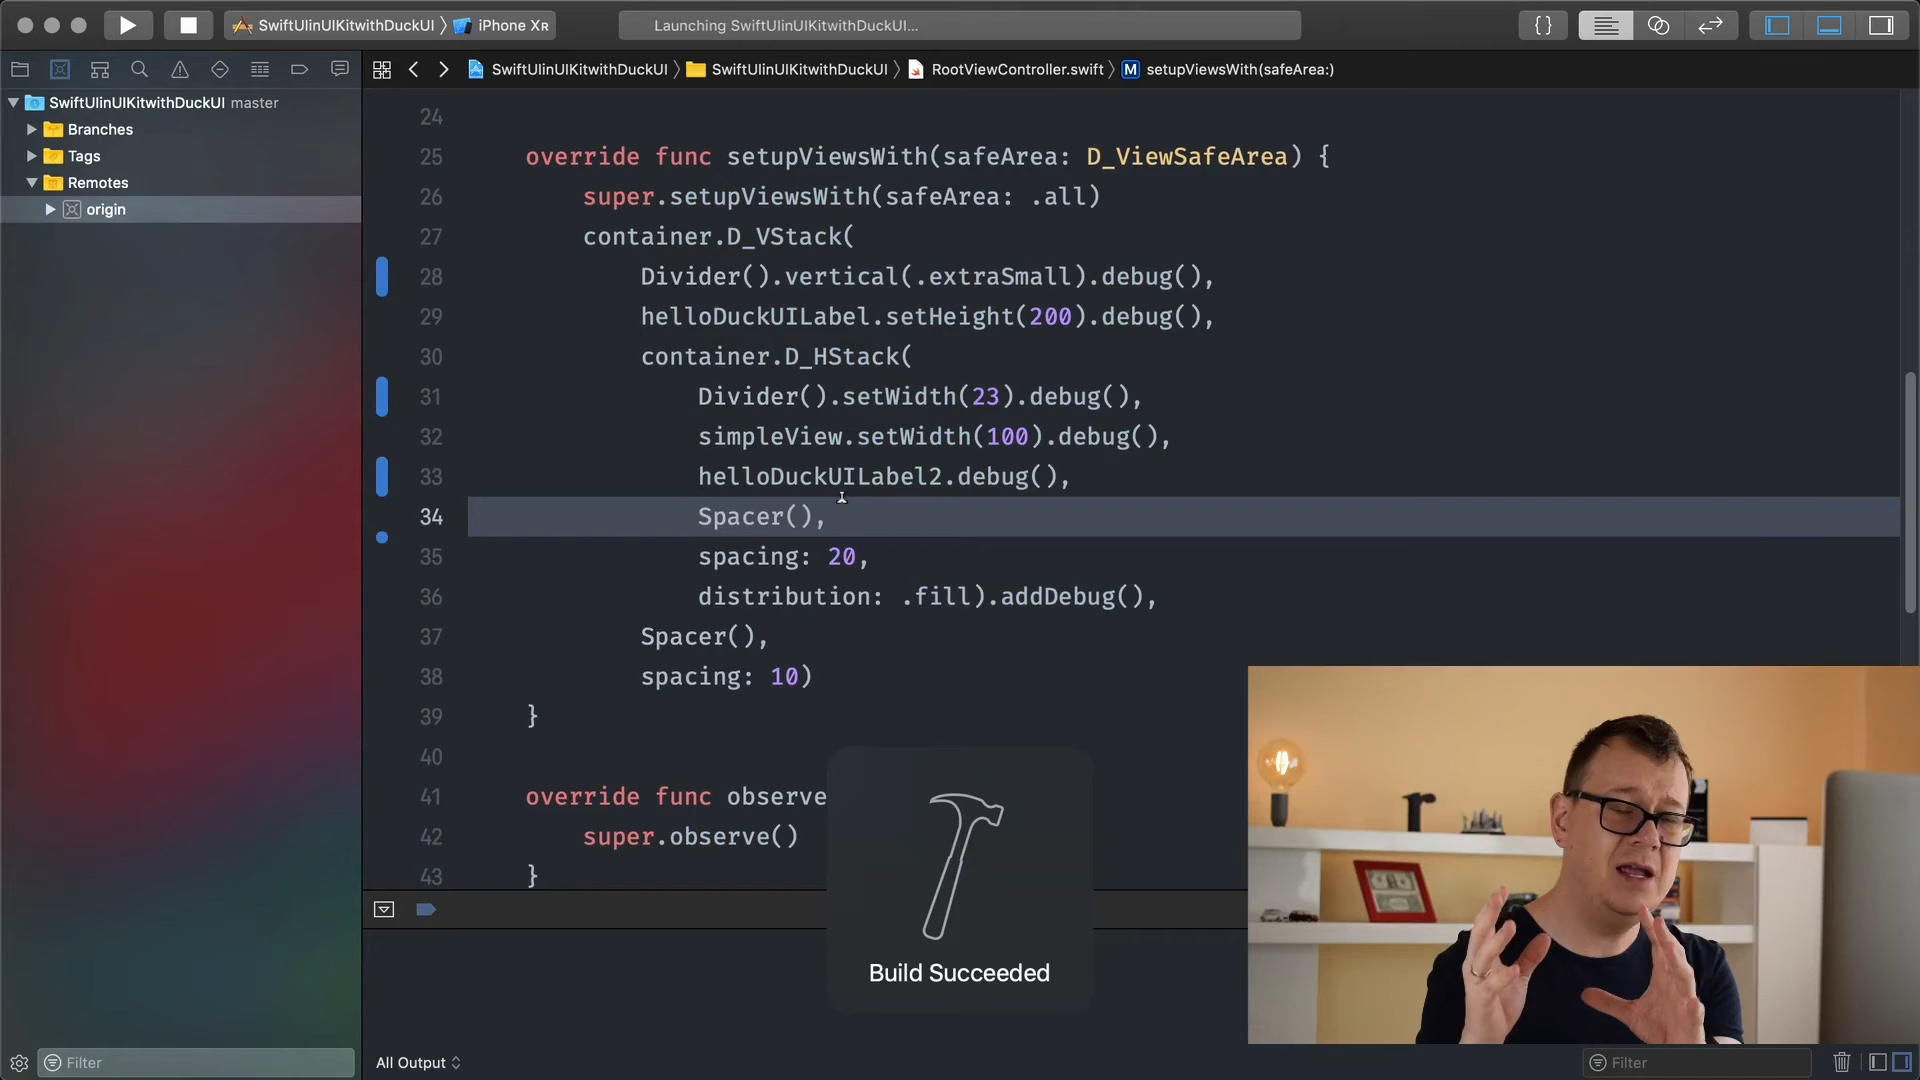 SwiftUIinUIKitwithDuckUI 〉 iPhone Xʀ
Launching SwiftUIinUIKitwithDuckUI...
{}
SwiftUIinUIKitwithDuckUI 〉 SwiftUIinUIKitwithDuckUI 〉 RootViewController.swift 〉 M setupViewsWith(safeArea:)
SwiftUIinUIKitwithDuckUI master
Branches
Tags
Remotes
origin
24
25 override func setupViewsWith(safeArea: D_ViewSafeArea) {
26 super.setupViewsWith(safeArea: .all)
27 container.D_VStack(
28 Divider().vertical(.extraSmall).debug(),
29 helloDuckUILabel.setHeight(200).debug(),
30 container.D_HStack(
31 Divider().setWidth(23).debug(),
32 simpleView.setWidth(100).debug(),
33 helloDuckUILabel2.debug(),
34 Spacer(),
35 spacing: 20,
36 distribution: .fill).addDebug(),
37 Spacer(),
38 spacing: 10)
39 }
40
41 override func observe
42 super.observe()
43 }
Build Succeeded
Filter
All Output
Filter